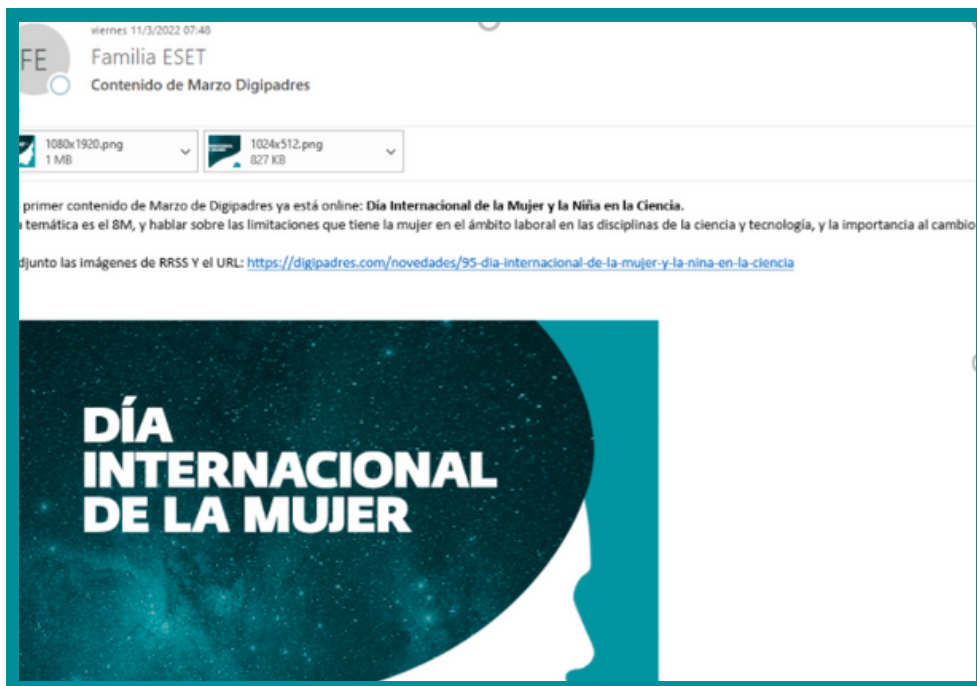 viernes 11/3/2022 07:48
FE
Familia ESET
Contenido de Marzo Digipadres
1080x1920.png
1 MB
1024x512.png
827 KB
primer contenido de Marzo de Digipadres ya está online: Día Internacional de la Mujer y la Niña en la Ciencia.
temática es el 8M, y hablar sobre las limitaciones que tiene la mujer en el ámbito laboral en las disciplinas de la ciencia y tecnología, y la importancia al cambio
djunto las imágenes de RRSS Y el URL: https://digipadres.com/novedades/95-dia-internacional-de-la-mujer-y-la-nina-en-la-ciencia
DÍA
INTERNACIONAL
DE LA MUJER